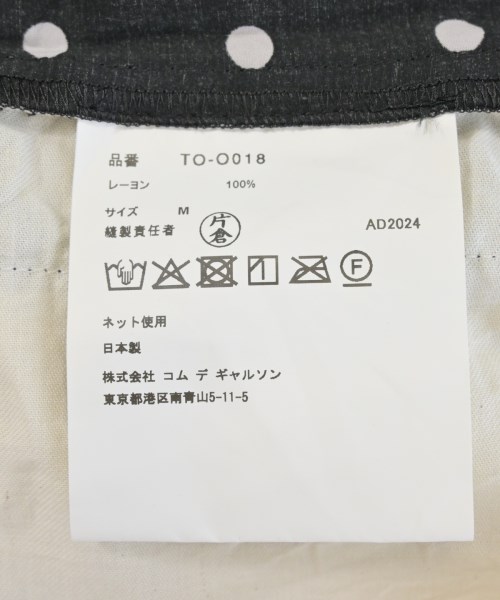 品番 TO-O018
レーヨン 100%
サイズ M
縫製責任者 片倉 AD2024
F
ネット使用
日本製
株式会社 コム デ ギャルソン
東京都港区南青山5-11-5